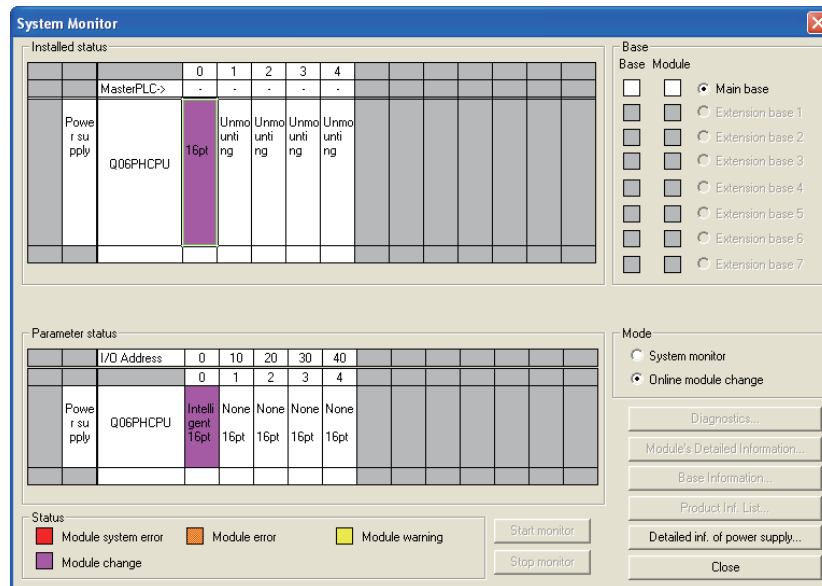 System Monitor
Installed status
0 1 2 3 4
MasterPLC-> - - - - -
Powe
r su
pply
Q06PHCPU
16pt
Unmo
unti
ng
Unmo
unti
ng
Unmo
unti
ng
Unmo
unti
ng
Base
Base Module
Main base
Extension base 1
Extension base 2
Extension base 3
Extension base 4
Extension base 5
Extension base 6
Extension base 7
Parameter status
I/O Address 0 10 20 30 40
0 1 2 3 4
Powe
r su
pply
Q06PHCPU
Intelli
gent
16pt
None
16pt
None
16pt
None
16pt
None
16pt
Mode
System monitor
Online module change
Diagnostics...
Module's Detailed Information...
Base Information...
Product Inf. List...
Detailed inf. of power supply...
Close
Status
Module system error
Module error
Module warning
Module change
Start monitor
Stop monitor